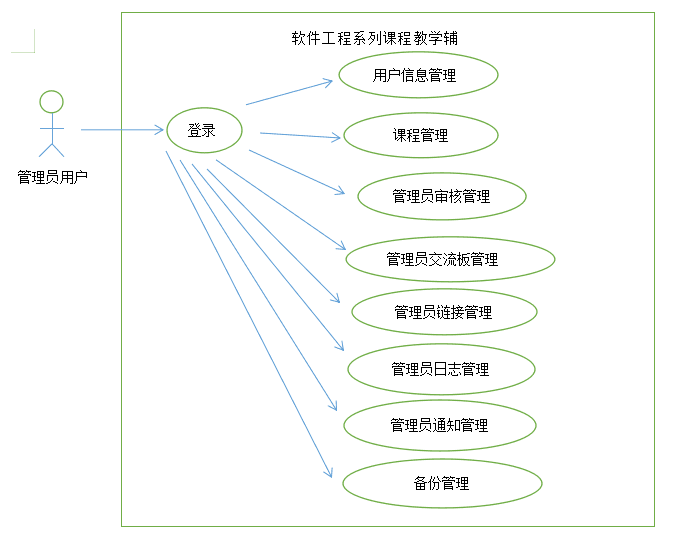 软件工程系列课程教学辅
用户信息管理
登录
课程管理
管理员用户
管理员审核管理
管理员交流板管理
管理员链接管理
管理员日志管理
管理员通知管理
备份管理